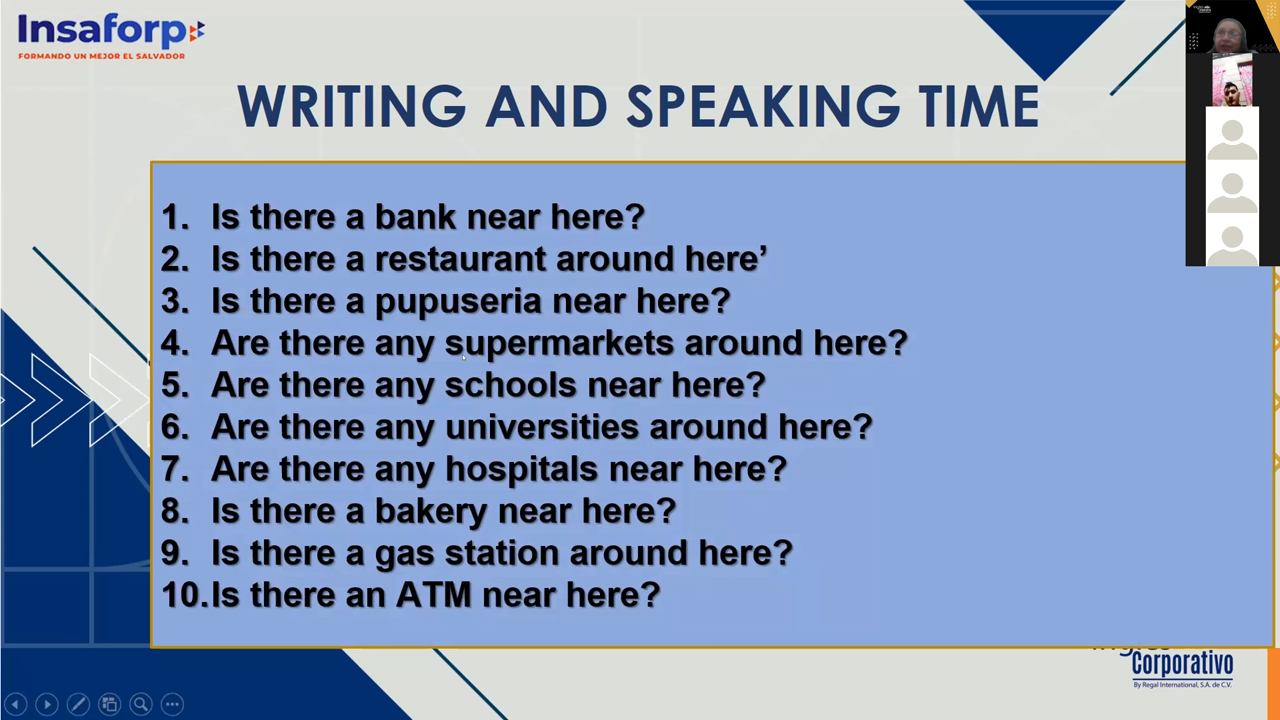 Insaforp
FORMANDO UN MEJOR EL SALVADOR
WRITING AND SPEAKING TIME
1. Is there a bank near here?
2. Is there a restaurant around here’
3. Is there a pupuseria near here?
4. Are there any supermarkets around here?
5. Are there any schools near here?
6. Are there any universities around here?
7. Are there any hospitals near here?
8. Is there a bakery near here?
9. Is there a gas station around here?
10. Is there an ATM near here?
Corporativo
By Regal International, S.A. de C.V.